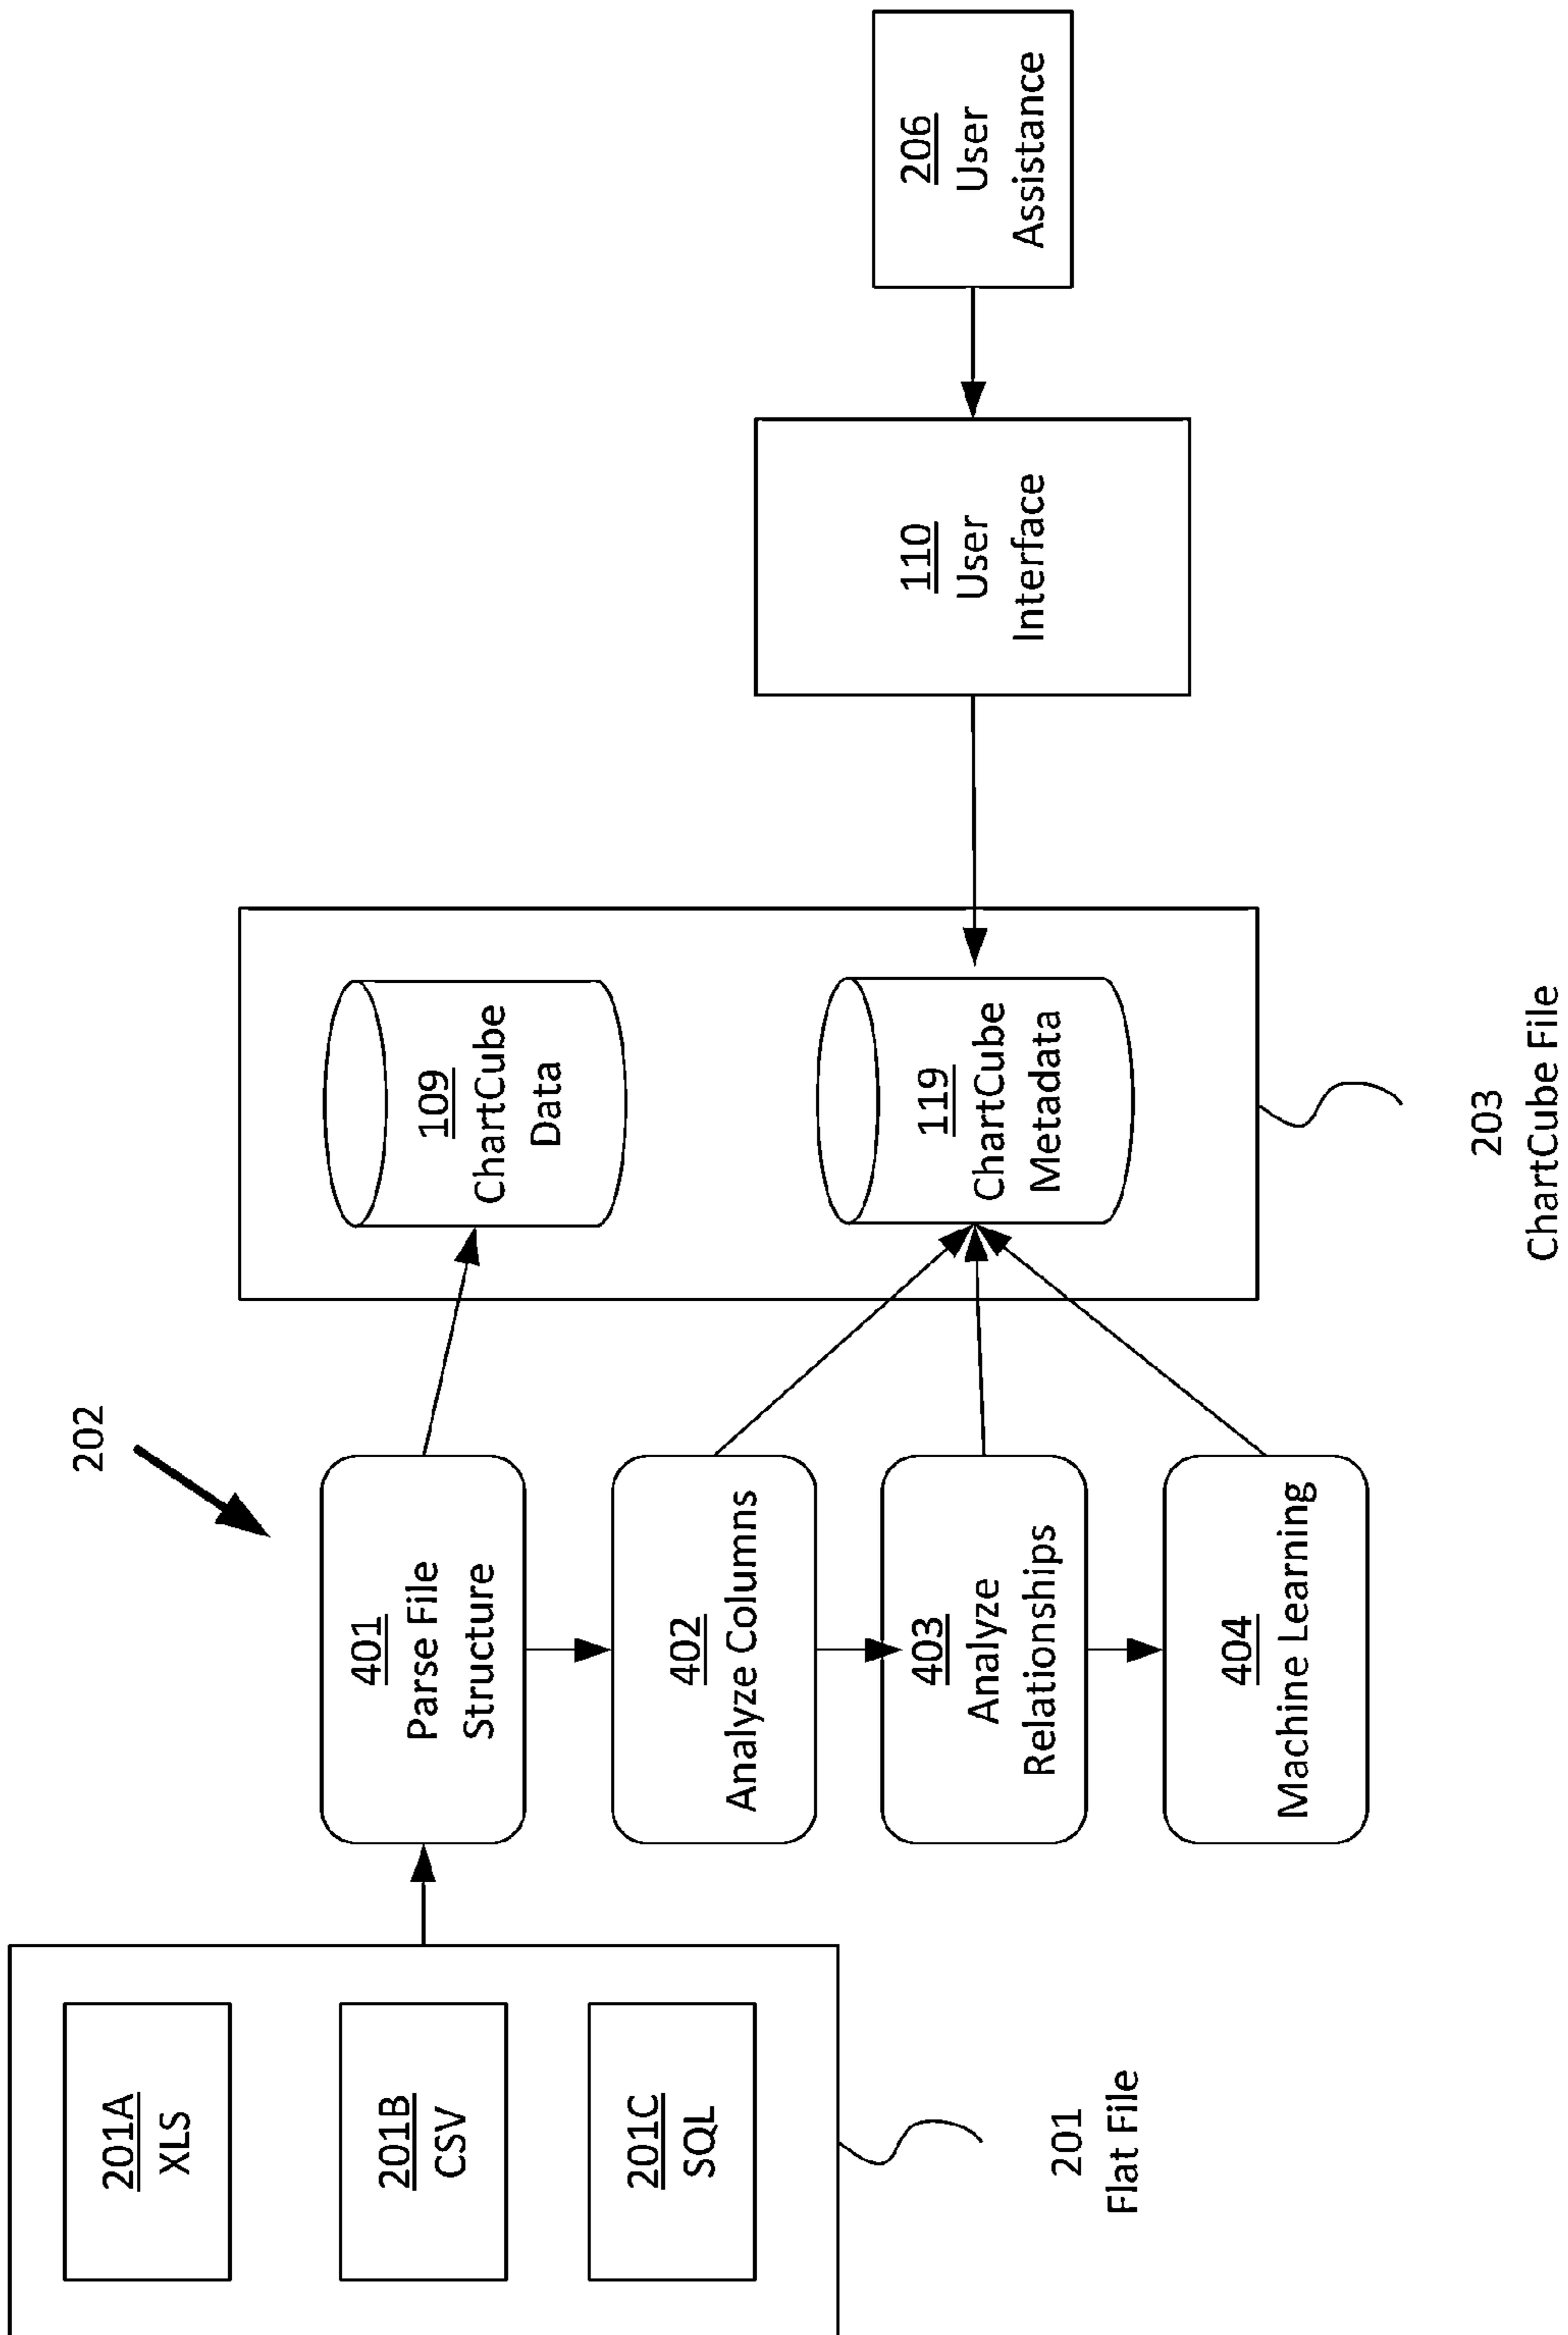 201A
XLS
201B
CSV
201C
SQL
201
Flat File
202
401
Parse File
Structure
402
Analyze Columns
403
Analyze
Relationships
404
Machine Learning
109
ChartCube
Data
119
ChartCube
Metadata
203
ChartCube File
110
User
Interface
206
User
Assistance